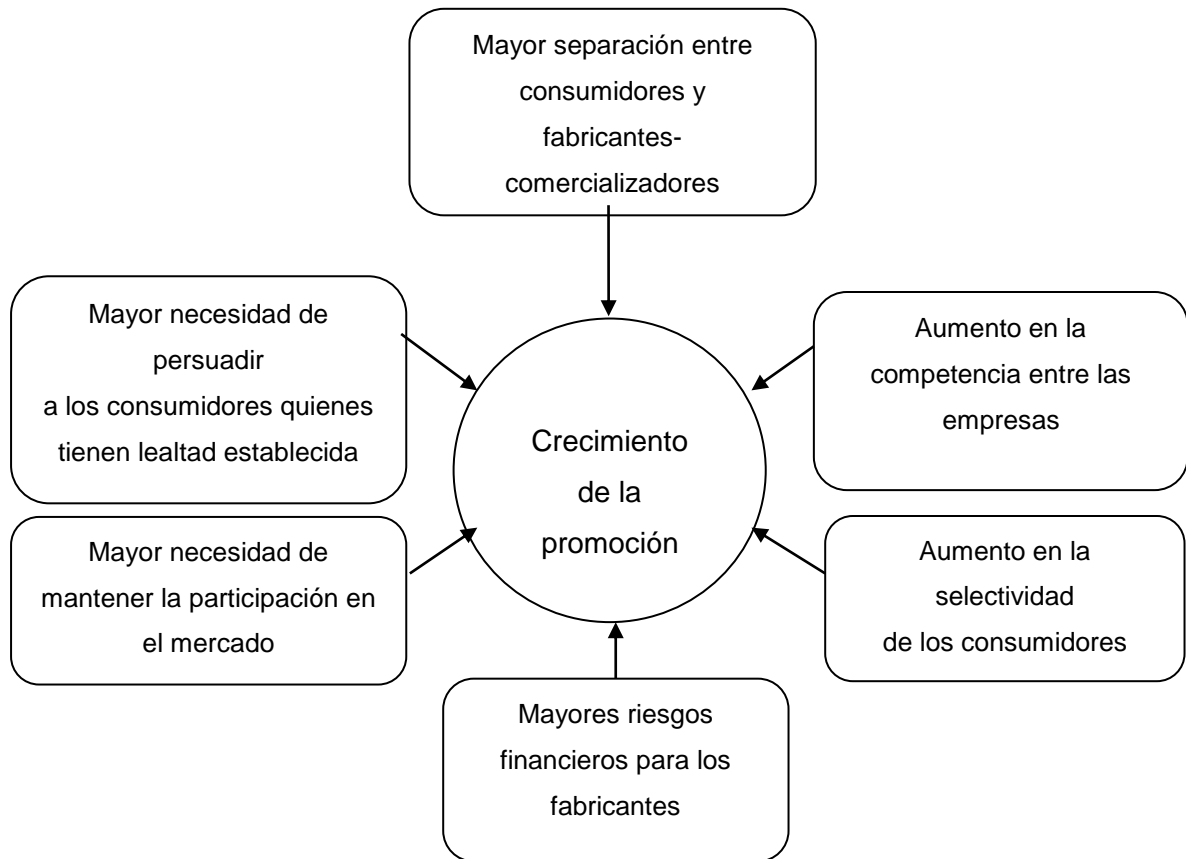 Mayor separación entre
consumidores y
fabricantes-
comercializadores
Mayor necesidad de
persuadir
a los consumidores quienes
tienen lealtad establecida
Aumento en la
competencia entre las
empresas
Crecimiento
de la
promoción
Mayor necesidad de
mantener la participación en
el mercado
Aumento en la
selectividad
de los consumidores
Mayores riesgos
financieros para los
fabricantes